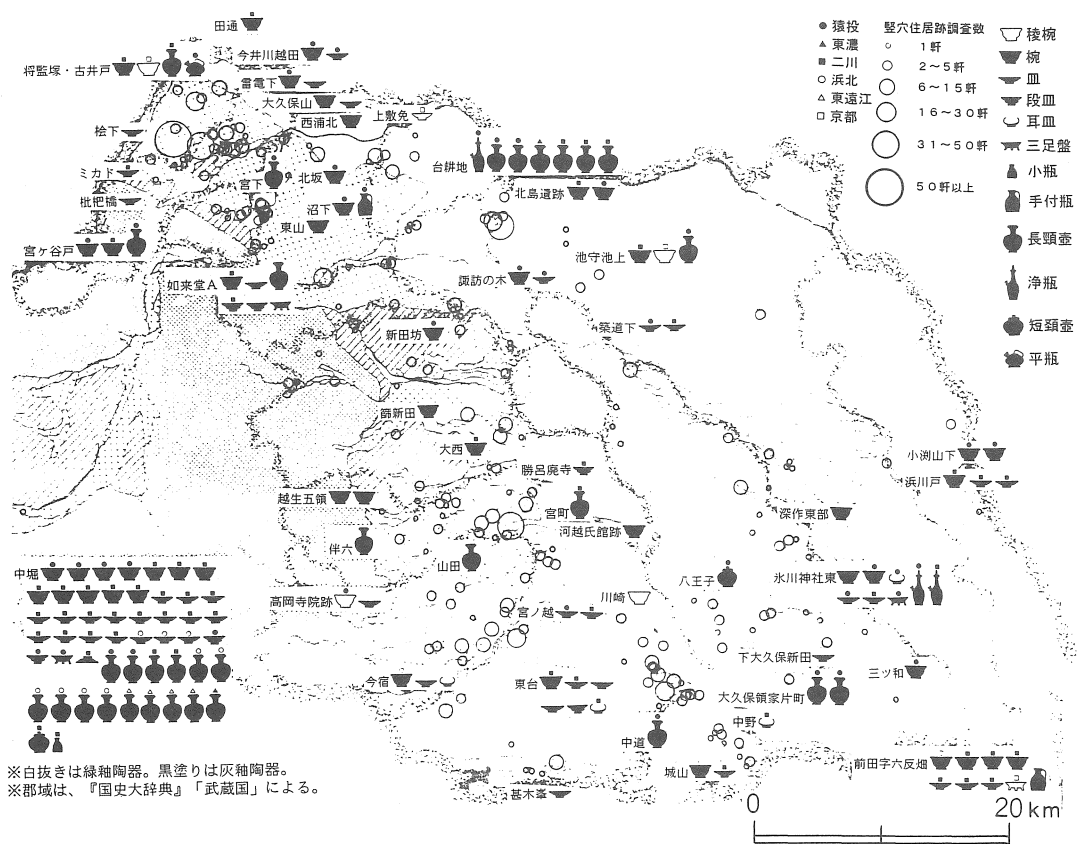 田通
今井川越田
将監塚・古井戸
雷電下
大久保山
西浦北
上敷免
桧下
ミカド
枇杷橋
宮下
北坂
沼下
東山
宮ヶ谷戸
如来堂A
台耕地
北島遺跡
池守池上
諏訪の木
築道下
新田坊
篩新田
大西
勝呂廃寺
越生五領
宮町
河越氏館跡
伴六
山田
高岡寺院跡
宮ノ越
川崎
八王子
深作東部
小渕山下
浜川戸
氷川神社東
下大久保新田
三ツ和
大久保領家片町
中野
今宿
東台
中道
城山
甚木峯
前田字六反畑
中堀
猿投
東濃
二川
浜北
東遠江
京都
竪穴住居跡調査数
1軒
2〜5軒
6〜15軒
16〜30軒
31〜50軒
50軒以上
稜椀
椀
皿
段皿
耳皿
三足盤
小瓶
手付瓶
長頸壺
浄瓶
短頚壺
平瓶
※白抜きは緑釉陶器。黒塗りは灰釉陶器。
※郡域は、『国史大辞典』「武蔵国」による。
0 20km